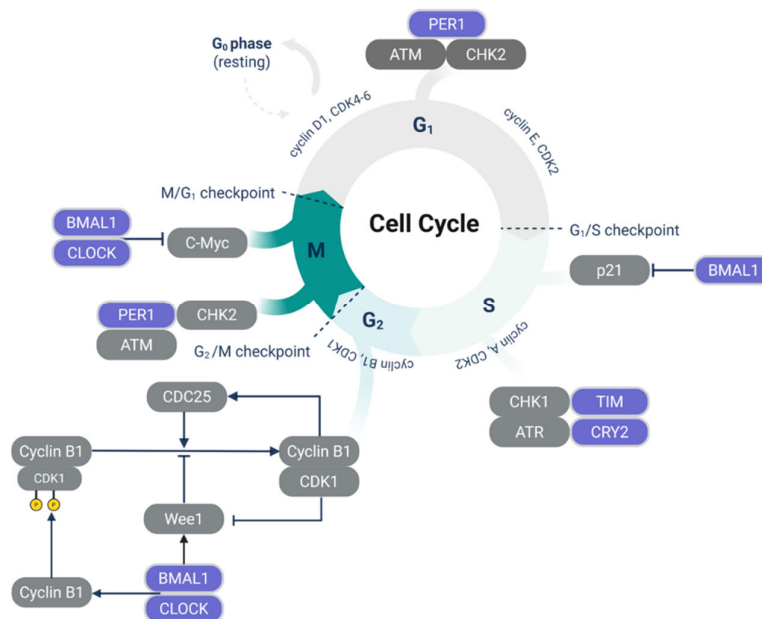 PER1
G₀ phase
(resting)
ATM
CHK2
cyclin D1, CDK4-6
G₁
cyclin E, CDK2
M/G₁ checkpoint
BMAL1
CLOCK
C-Myc
Cell Cycle
G₁/S checkpoint
p21
BMAL1
M
PER1
CHK2
ATM
G₂
S
G₂/M checkpoint
cyclin B1, CDK1
cyclin A, CDK2
CDC25
CHK1
TIM
ATR
CRY2
Cyclin B1
CDK1
P
P
Cyclin B1
CDK1
Wee1
BMAL1
CLOCK
Cyclin B1